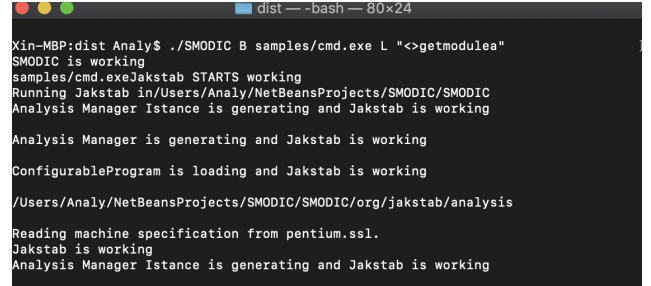 dist — -bash — 80×24
Xin-MBP:dist Analy$ ./SMODIC B samples/cmd.exe L "<>getmodulea"
SMODIC is working
samples/cmd.exeJakstab STARTS working
Running Jakstab in/Users/Analy/NetBeansProjects/SMODIC/SMODIC
Analysis Manager Istance is generating and Jakstab is working
Analysis Manager is generating and Jakstab is working
ConfigurableProgram is loading and Jakstab is working
/Users/Analy/NetBeansProjects/SMODIC/SMODIC/org/jakstab/analysis
Reading machine specification from pentium.ssl.
Jakstab is working
Analysis Manager Istance is generating and Jakstab is working